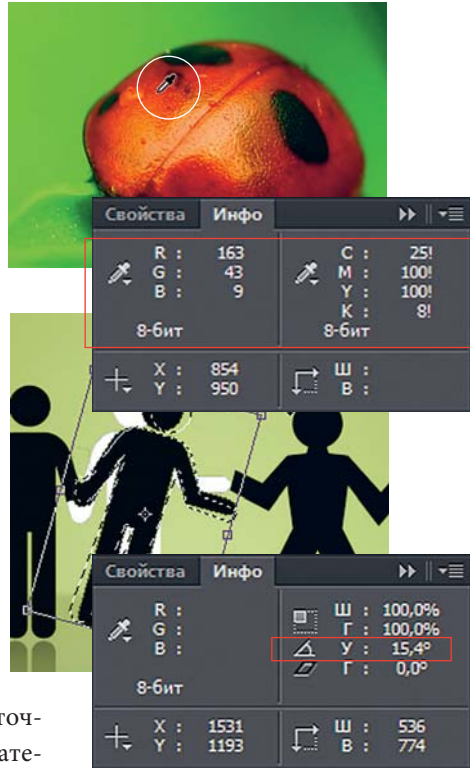 Свойства Инфо
R : 163 C : 25!
G : 43 M : 100!
B : 9 Y : 100!
K : 8!
8-бит 8-бит
X : 854 Ш :
Y : 950 В :
Свойства Инфо
R : Ш : 100,0%
G : Г : 100,0%
B : У : 15,4°
8-бит Г : 0,0°
X : 1531 Ш : 536
Y : 1193 В : 774
точ-
ате-